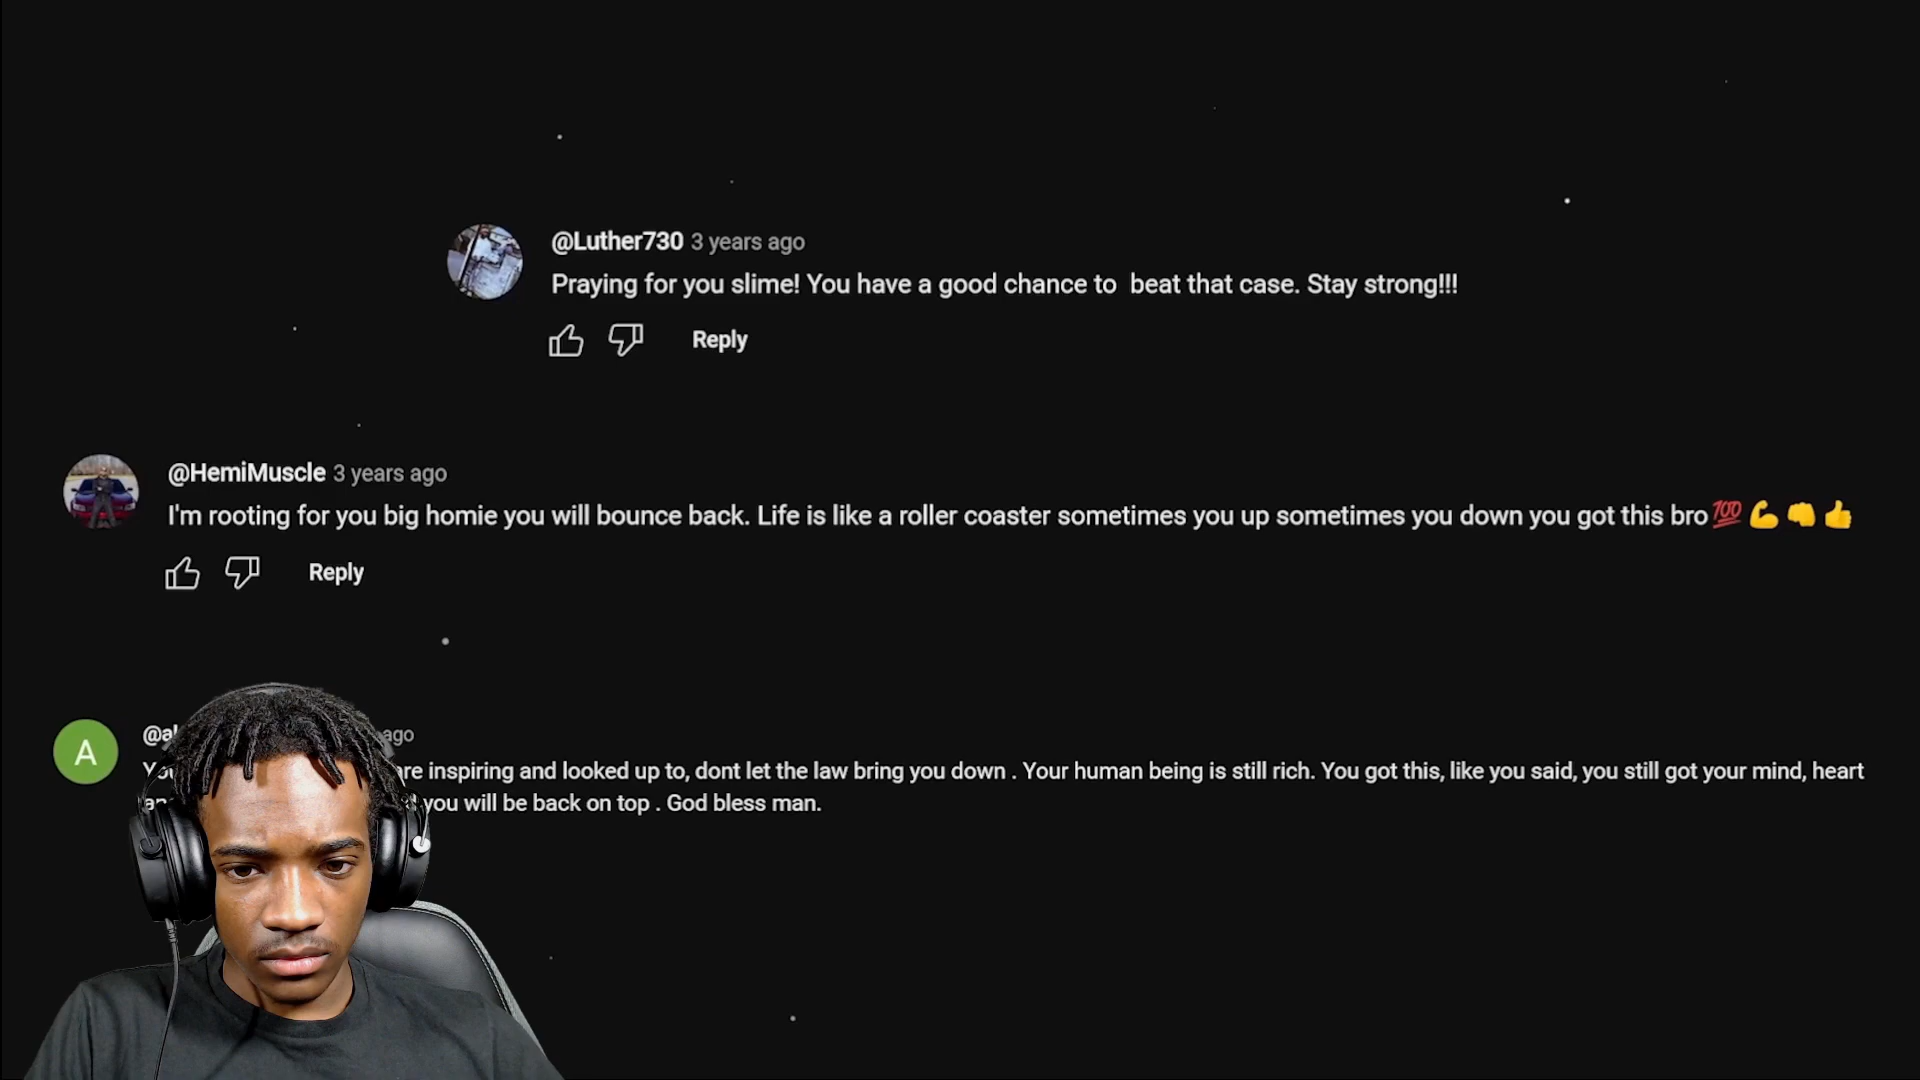 @Luther730 3 years ago
Praying for you slime! You have a good chance to  beat that case. Stay strong!!!
Reply
@HemiMuscle 3 years ago
I'm rooting for you big homie you will bounce back. Life is like a roller coaster sometimes you up sometimes you down you got this bro💯💪👊👍
Reply
A
ago
inspiring and looked up to, dont let the law bring you down . Your human being is still rich. You got this, like you said, you still got your mind, heart
you will be back on top . God bless man.